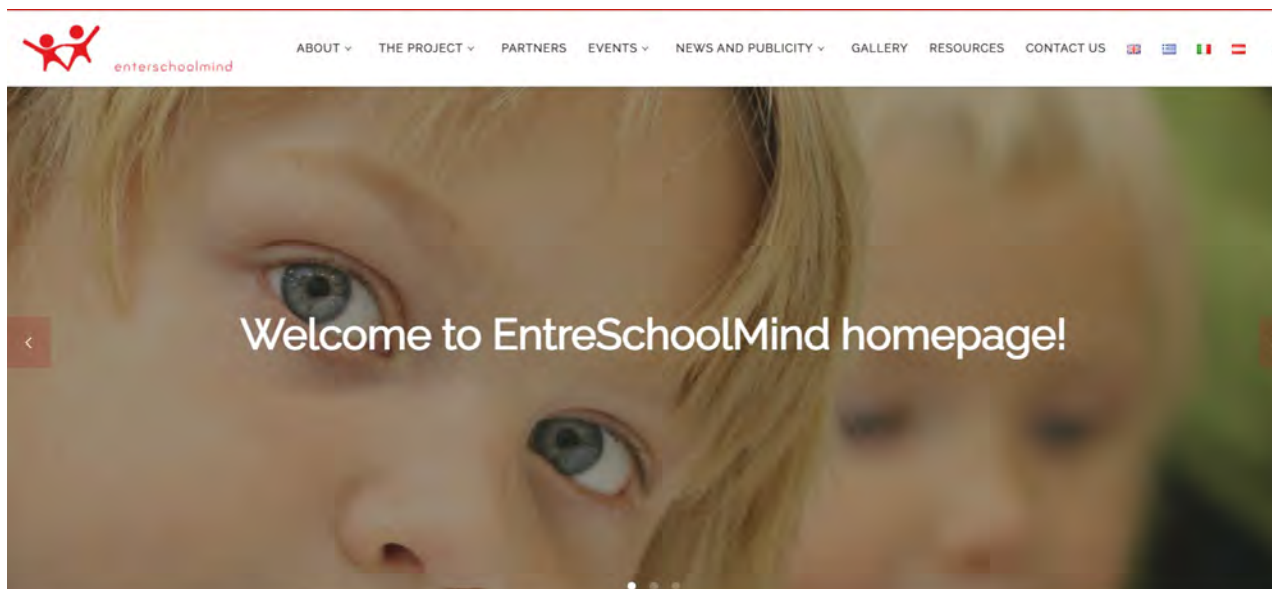 ABOUT THE PROJECT PARTNERS EVENTS NEWS AND PUBLICITY GALLERY RESOURCES CONTACT US
enterschoolmind
Welcome to EntreSchoolMind homepage!